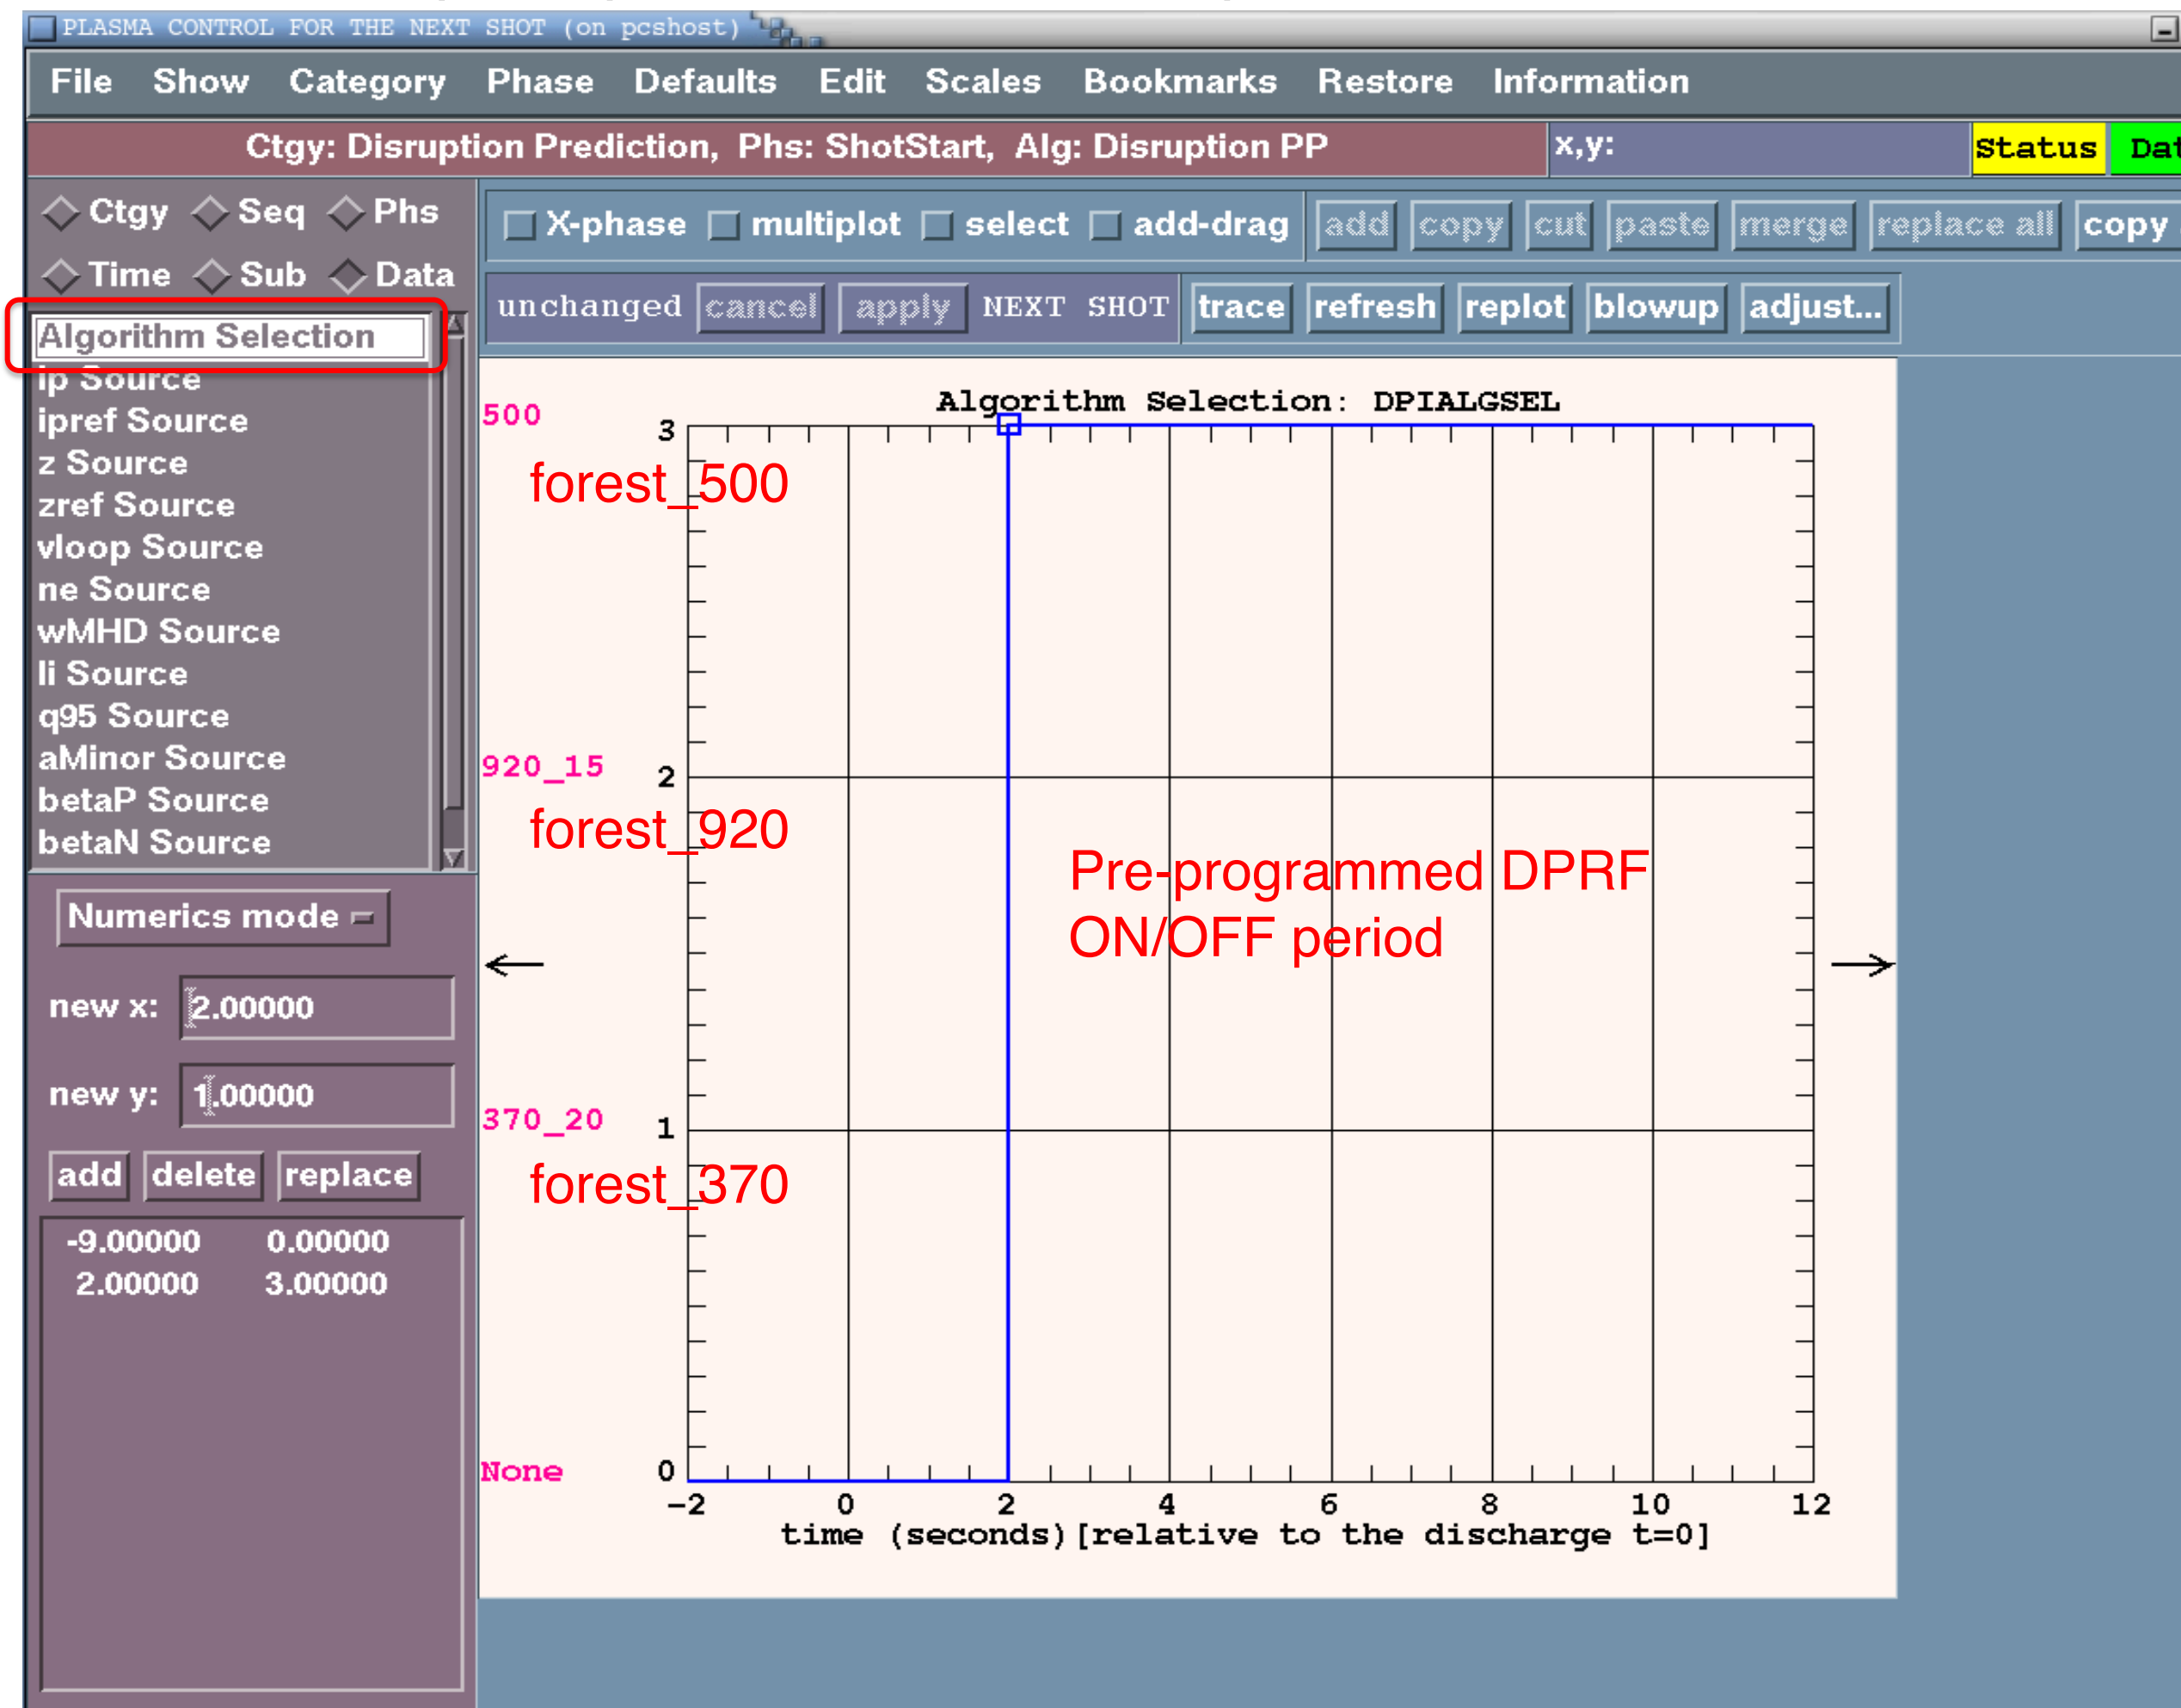 PLASMA CONTROL FOR THE NEXT SHOT (on pcshost)
File Show Category Phase Defaults Edit Scales Bookmarks Restore Information
Ctgy: Disruption Prediction, Phs: ShotStart, Alg: Disruption PP
x,y:
Status
Dat
Ctgy Seq Phs
Time Sub Data
X-phase multiplot select add-drag add copy cut paste merge replace all copy
unchanged cancel apply NEXT SHOT trace refresh replot blowup adjust...
Algorithm Selection
ip Source
ipref Source
z Source
zref Source
vloop Source
ne Source
wMHD Source
li Source
q95 Source
aMinor Source
betaP Source
betaN Source
Numerics mode
new x: 2.00000
new y: 1.00000
add delete replace
-9.00000 0.00000
2.00000 3.00000
Algorithm Selection: DPIALGSEL
500 3
forest_500
920_15 2
forest_920
Pre-programmed DPRF
ON/OFF period
370_20 1
forest_370
None 0
-2 0 2 4 6 8 10 12
time (seconds)[relative to the discharge t=0]